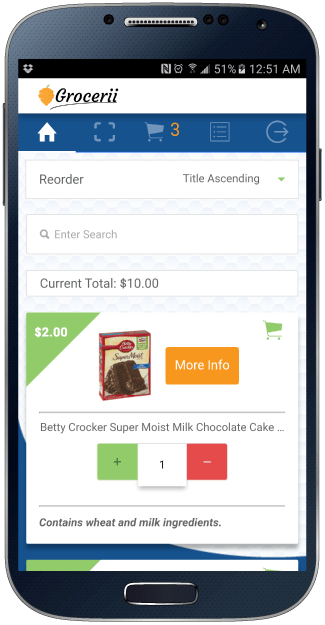 51% 12:51 AM
Grocerii
3
Reorder Title Ascending
Enter Search
Current Total: $10.00
$2.00
Betty Crocker
SuperMoist
More Info
Betty Crocker Super Moist Milk Chocolate Cake ...
+ 1 −
Contains wheat and milk ingredients.